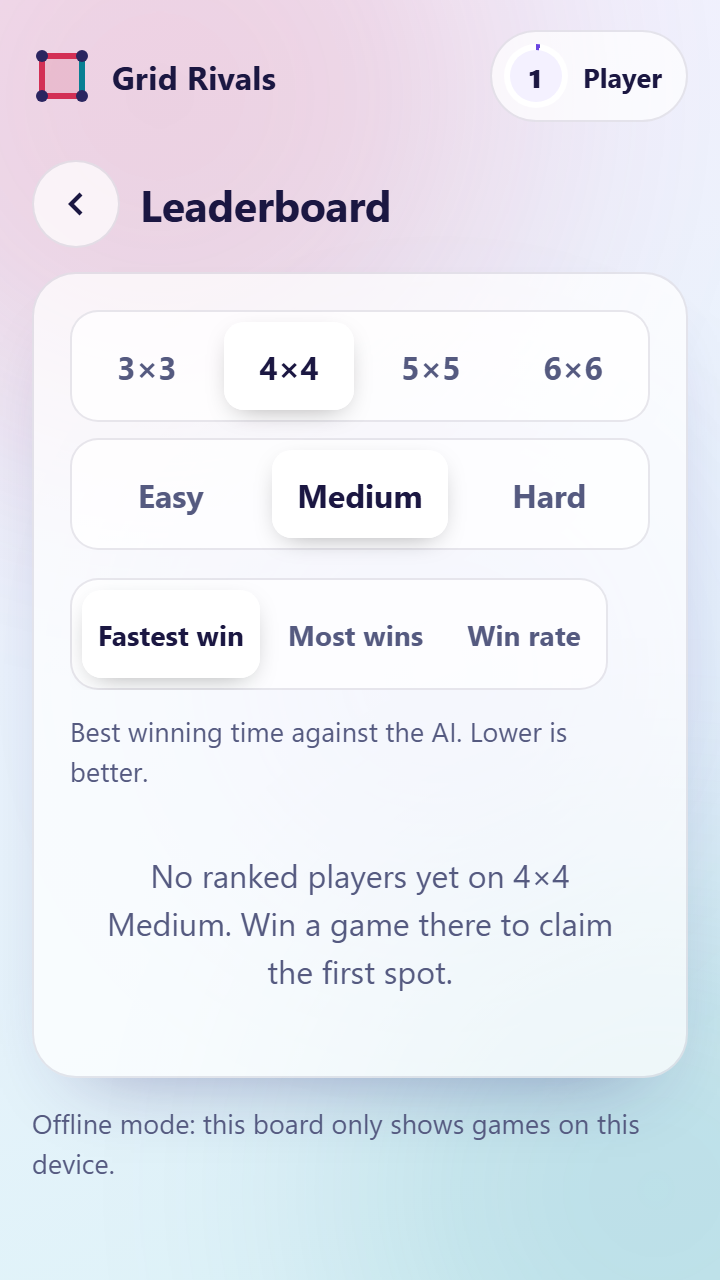 Grid Rivals
1 Player
Leaderboard
3×3 4×4 5×5 6×6
Easy Medium Hard
Fastest win Most wins Win rate
Best winning time against the AI. Lower is
better.
No ranked players yet on 4×4
Medium. Win a game there to claim
the first spot.
Offline mode: this board only shows games on this
device.